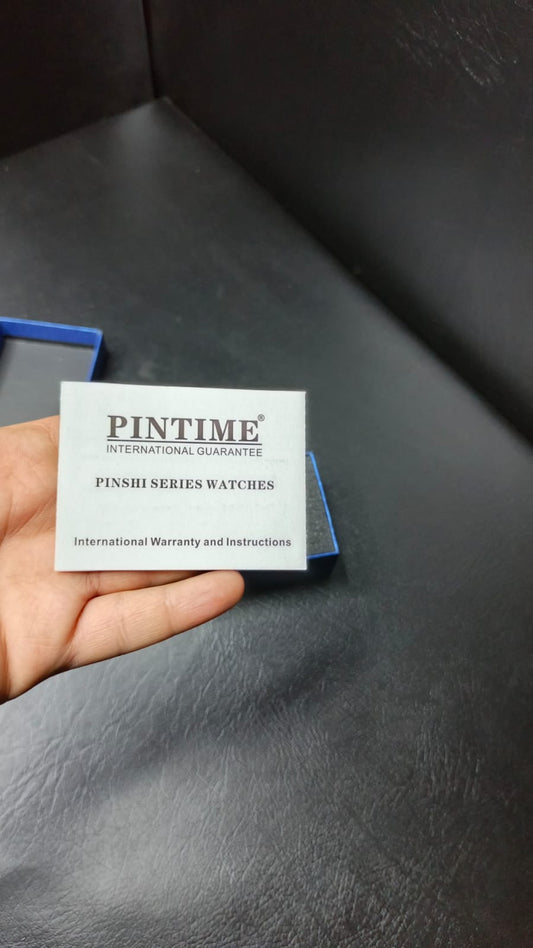 PINTIME®
INTERNATIONAL GUARANTEE
PINSHI SERIES WATCHES
International Warranty and Instructions